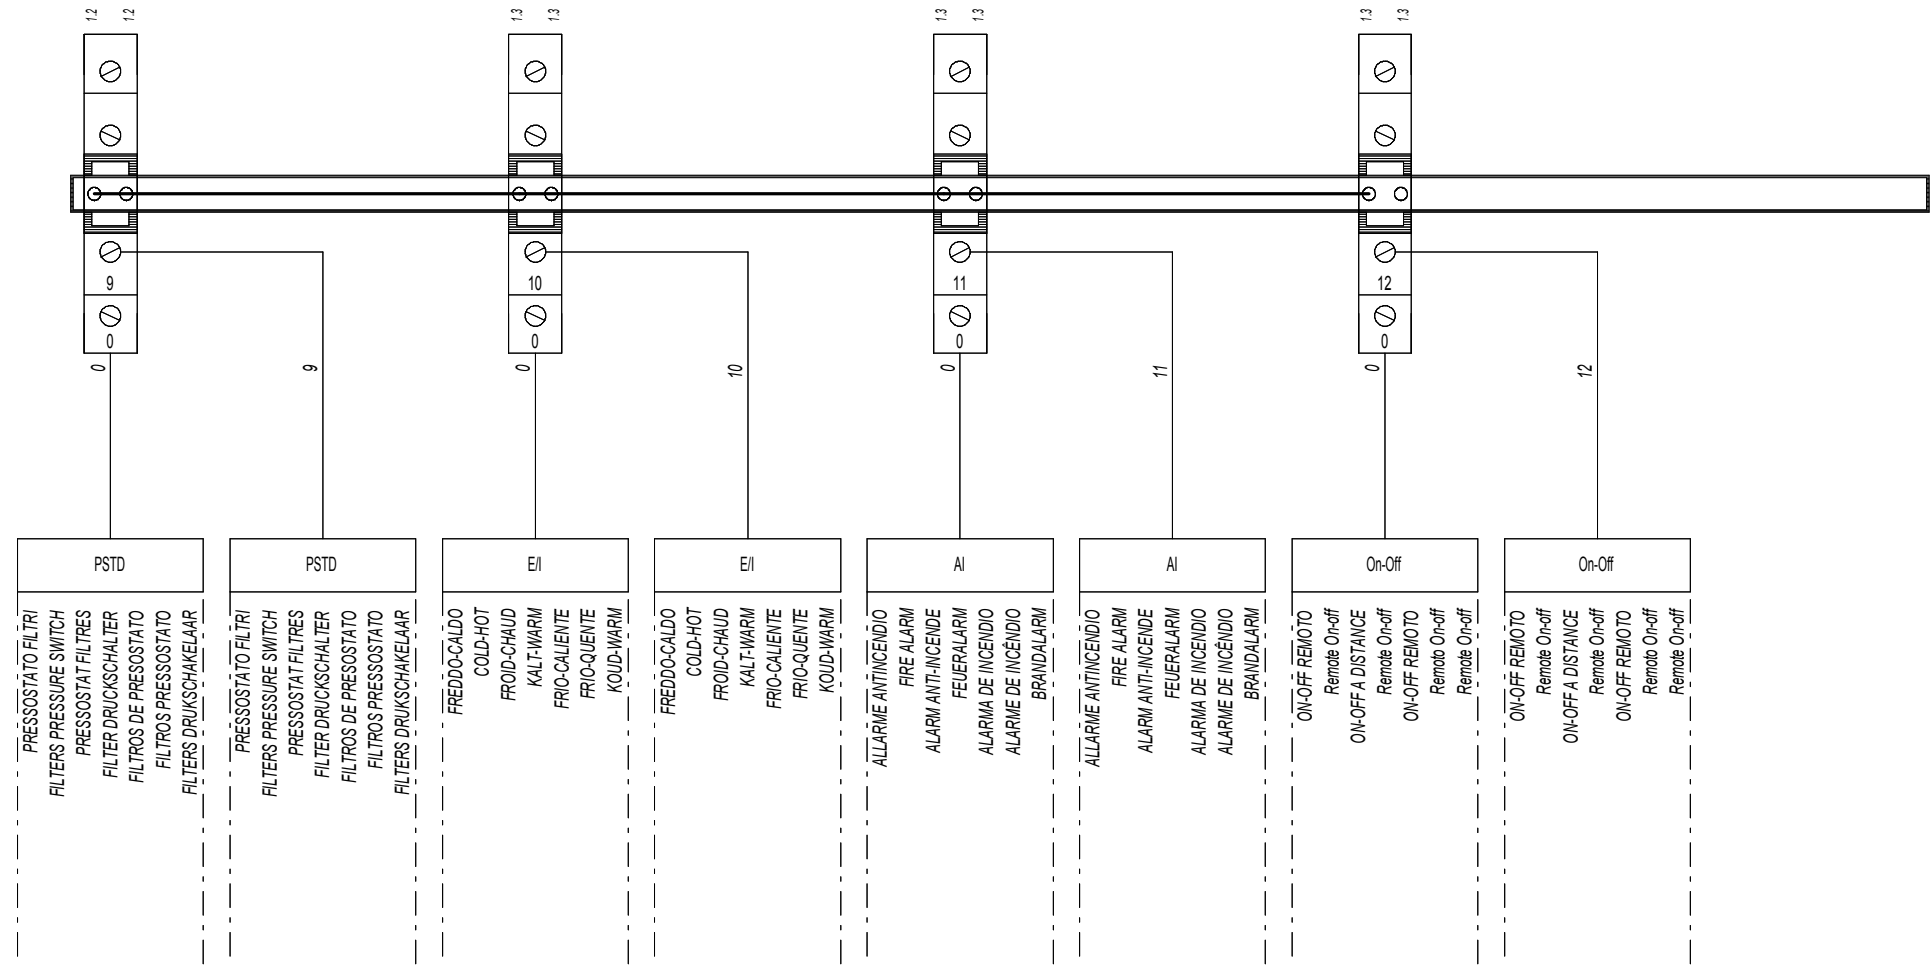 1.2
1.2
1.3
1.3
1.3
1.3
1.3
1.3
9
10
11
12
0
0
0
0
0
9
0
10
0
11
0
12
PSTD
PSTD
E/I
E/I
AI
AI
On-Off
On-Off
PRESSOSTATO FILTRI
FILTERS PRESSURE SWITCH
PRESSOSTAT FILTRES
FILTER DRUCKSCHALTER
FILTROS DE PRESOSTATO
FILTROS PRESSOSTATO
FILTERS DRUKSCHAKELAAR
PRESSOSTATO FILTRI
FILTERS PRESSURE SWITCH
PRESSOSTAT FILTRES
FILTER DRUCKSCHALTER
FILTROS DE PRESOSTATO
FILTROS PRESSOSTATO
FILTERS DRUKSCHAKELAAR
FREDDO-CALDO
COLD-HOT
FROID-CHAUD
KALT-WARM
FRIO-CALIENTE
FRIO-QUENTE
KOUD-WARM
FREDDO-CALDO
COLD-HOT
FROID-CHAUD
KALT-WARM
FRIO-CALIENTE
FRIO-QUENTE
KOUD-WARM
ALLARME ANTINCENDIO
FIRE ALARM
ALARM ANTI-INCENDE
FEUERALARM
ALARMA DE INCENDIO
ALARME DE INCÊNDIO
BRANDALARM
ALLARME ANTINCENDIO
FIRE ALARM
ALARM ANTI-INCENDE
FEUERALARM
ALARMA DE INCENDIO
ALARME DE INCÊNDIO
BRANDALARM
ON-OFF REMOTO
Remote On-off
ON-OFF A DISTANCE
Remote On-off
ON-OFF REMOTO
Remoto On-off
Remote On-off
ON-OFF REMOTO
Remote On-off
ON-OFF A DISTANCE
Remote On-off
ON-OFF REMOTO
Remoto On-off
Remote On-off